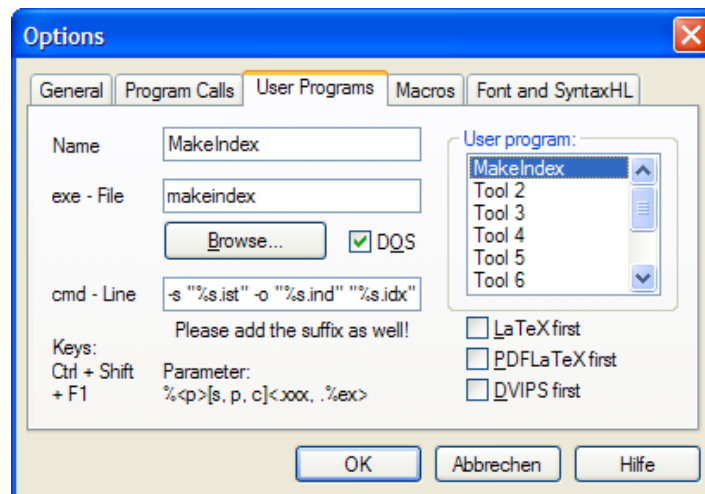 Options
General Program Calls User Programs Macros Font and SyntaxHL
Name MakeIndex
exe - File makeindex
Browse... DOS
cmd - Line -s "%s.ist" -o "%s.ind" "%s.idx"
Please add the suffix as well!
Keys:
Ctrl + Shift
+ F1
Parameter:
%<p>[s, p, c]<.xxx, .%ex>
User program:
MakeIndex
Tool 2
Tool 3
Tool 4
Tool 5
Tool 6
LaTeX first
PDFLaTeX first
DVIPS first
OK Abbrechen Hilfe